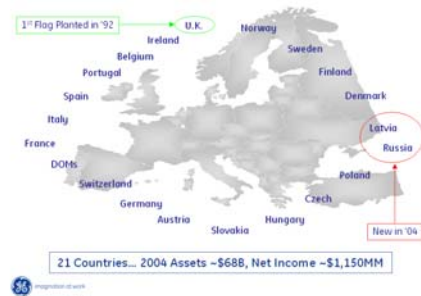 1st Flag Planted in '92
U.K.
Norway
Ireland
Sweden
Belgium
Finland
Portugal
Denmark
Spain
Italy
Latvia
France
Russia
DOMs
Poland
Switzerland
Czech
Germany
Hungary
Austria
Slovakia
New in '04
21 Countries... 2004 Assets ~$68B, Net Income ~$1,150MM
imagination at work